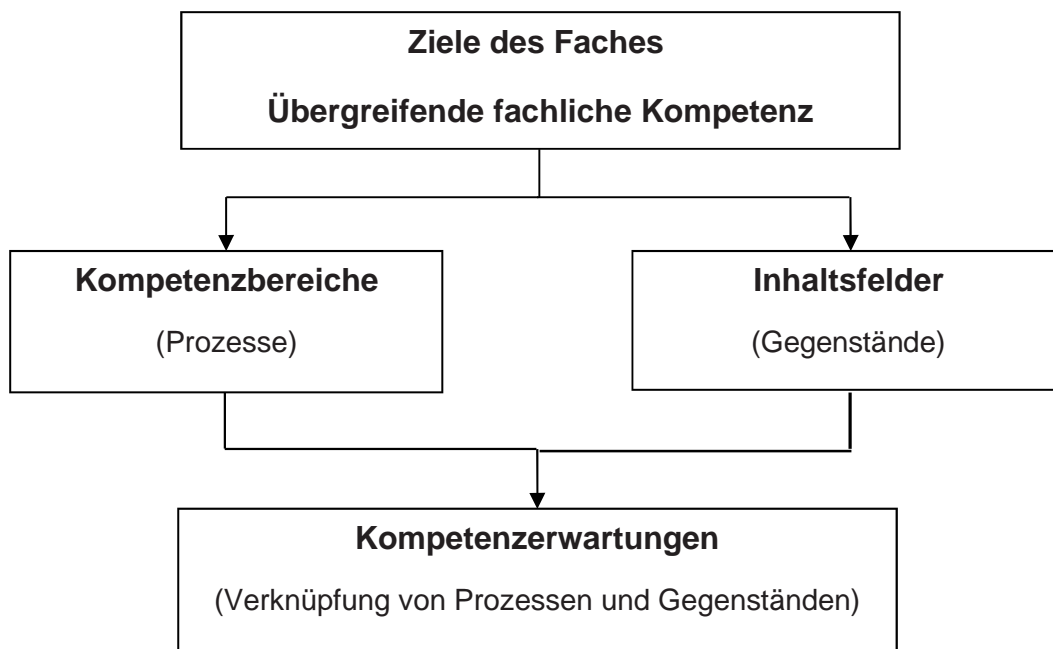 Ziele des Faches
Übergreifende fachliche Kompetenz
Kompetenzbereiche
(Prozesse)
Inhaltsfelder
(Gegenstände)
Kompetenzerwartungen
(Verknüpfung von Prozessen und Gegenständen)